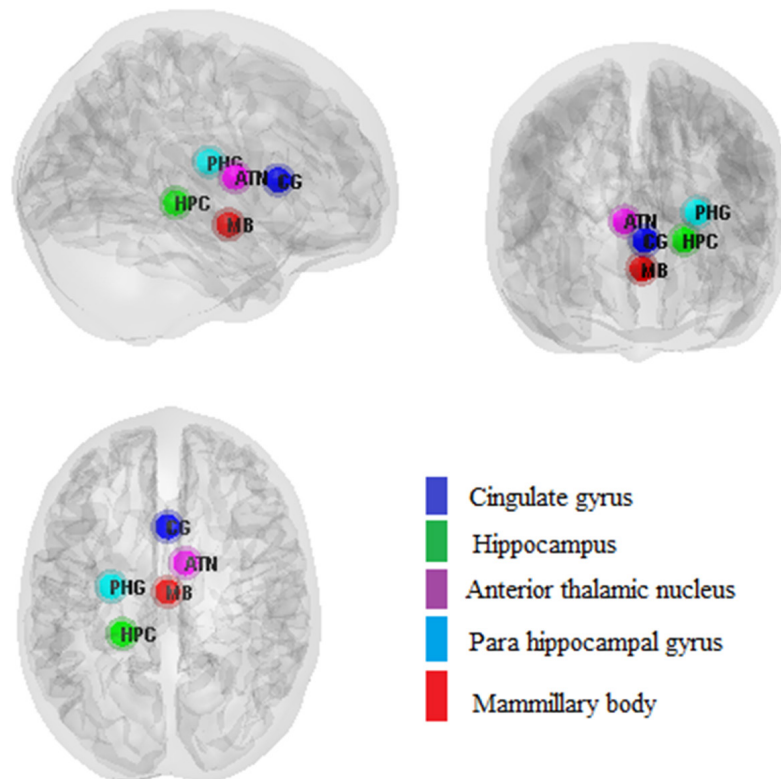 PHG
ATN
CG
HPC
MB
ATN
PHG
CG
HPC
MB
CG
ATN
PHG
MB
HPC
Cingulate gyrus
Hippocampus
Anterior thalamic nucleus
Para hippocampal gyrus
Mammillary body